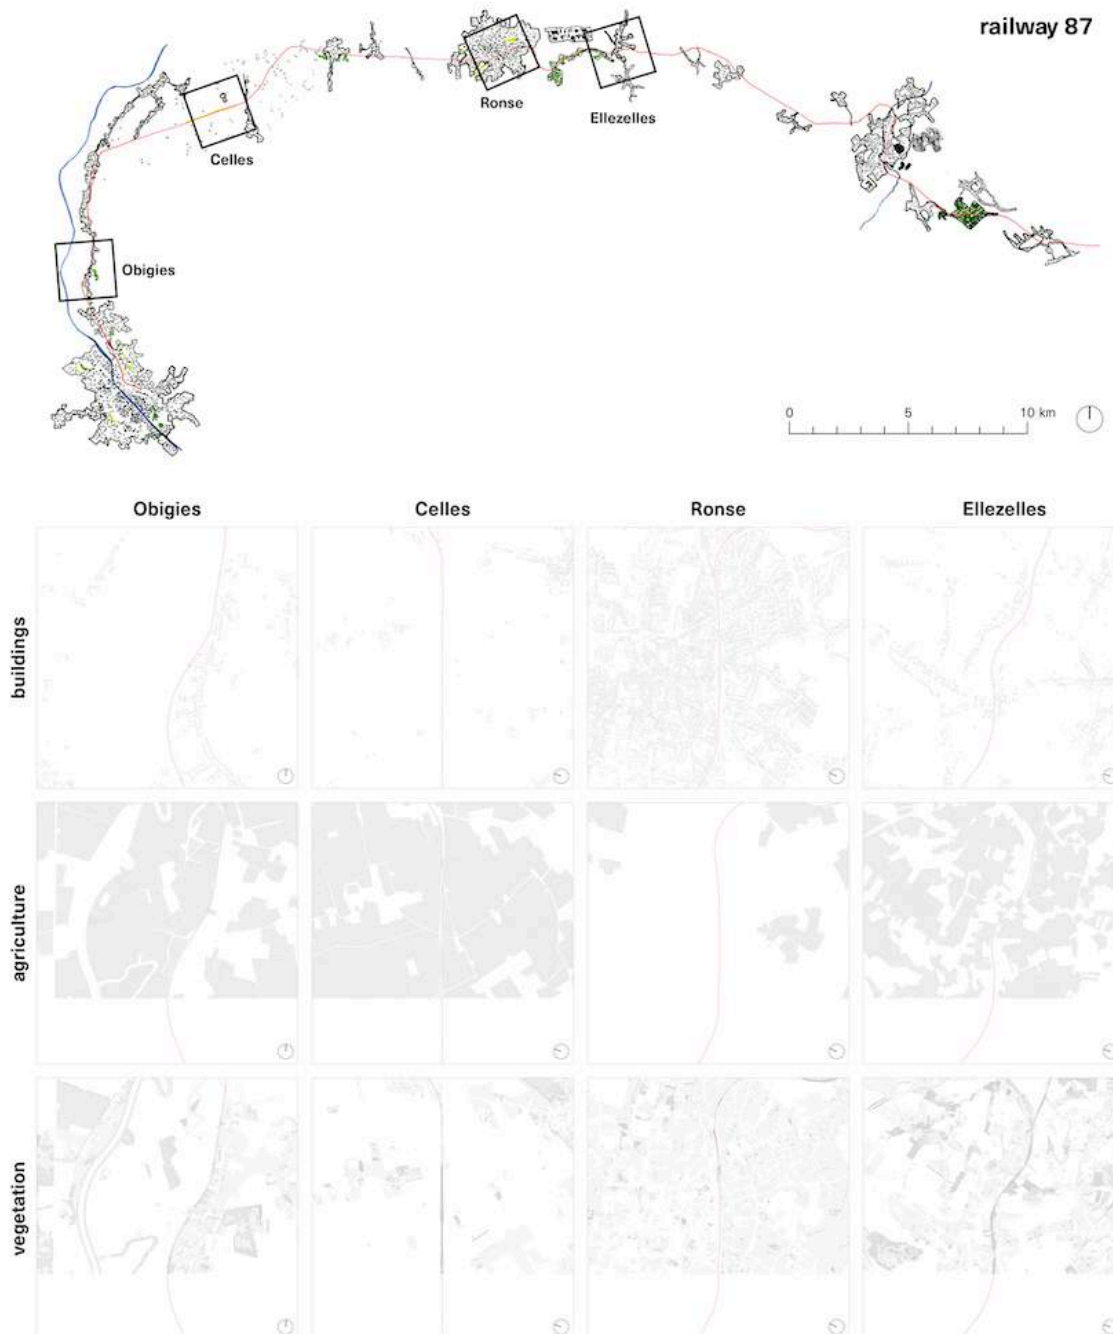 railway 87
Ronse
Ellezelles
Celles
Obigies
0 5 10 km
Obigies Celles Ronse Ellezelles
buildings
agriculture
vegetation